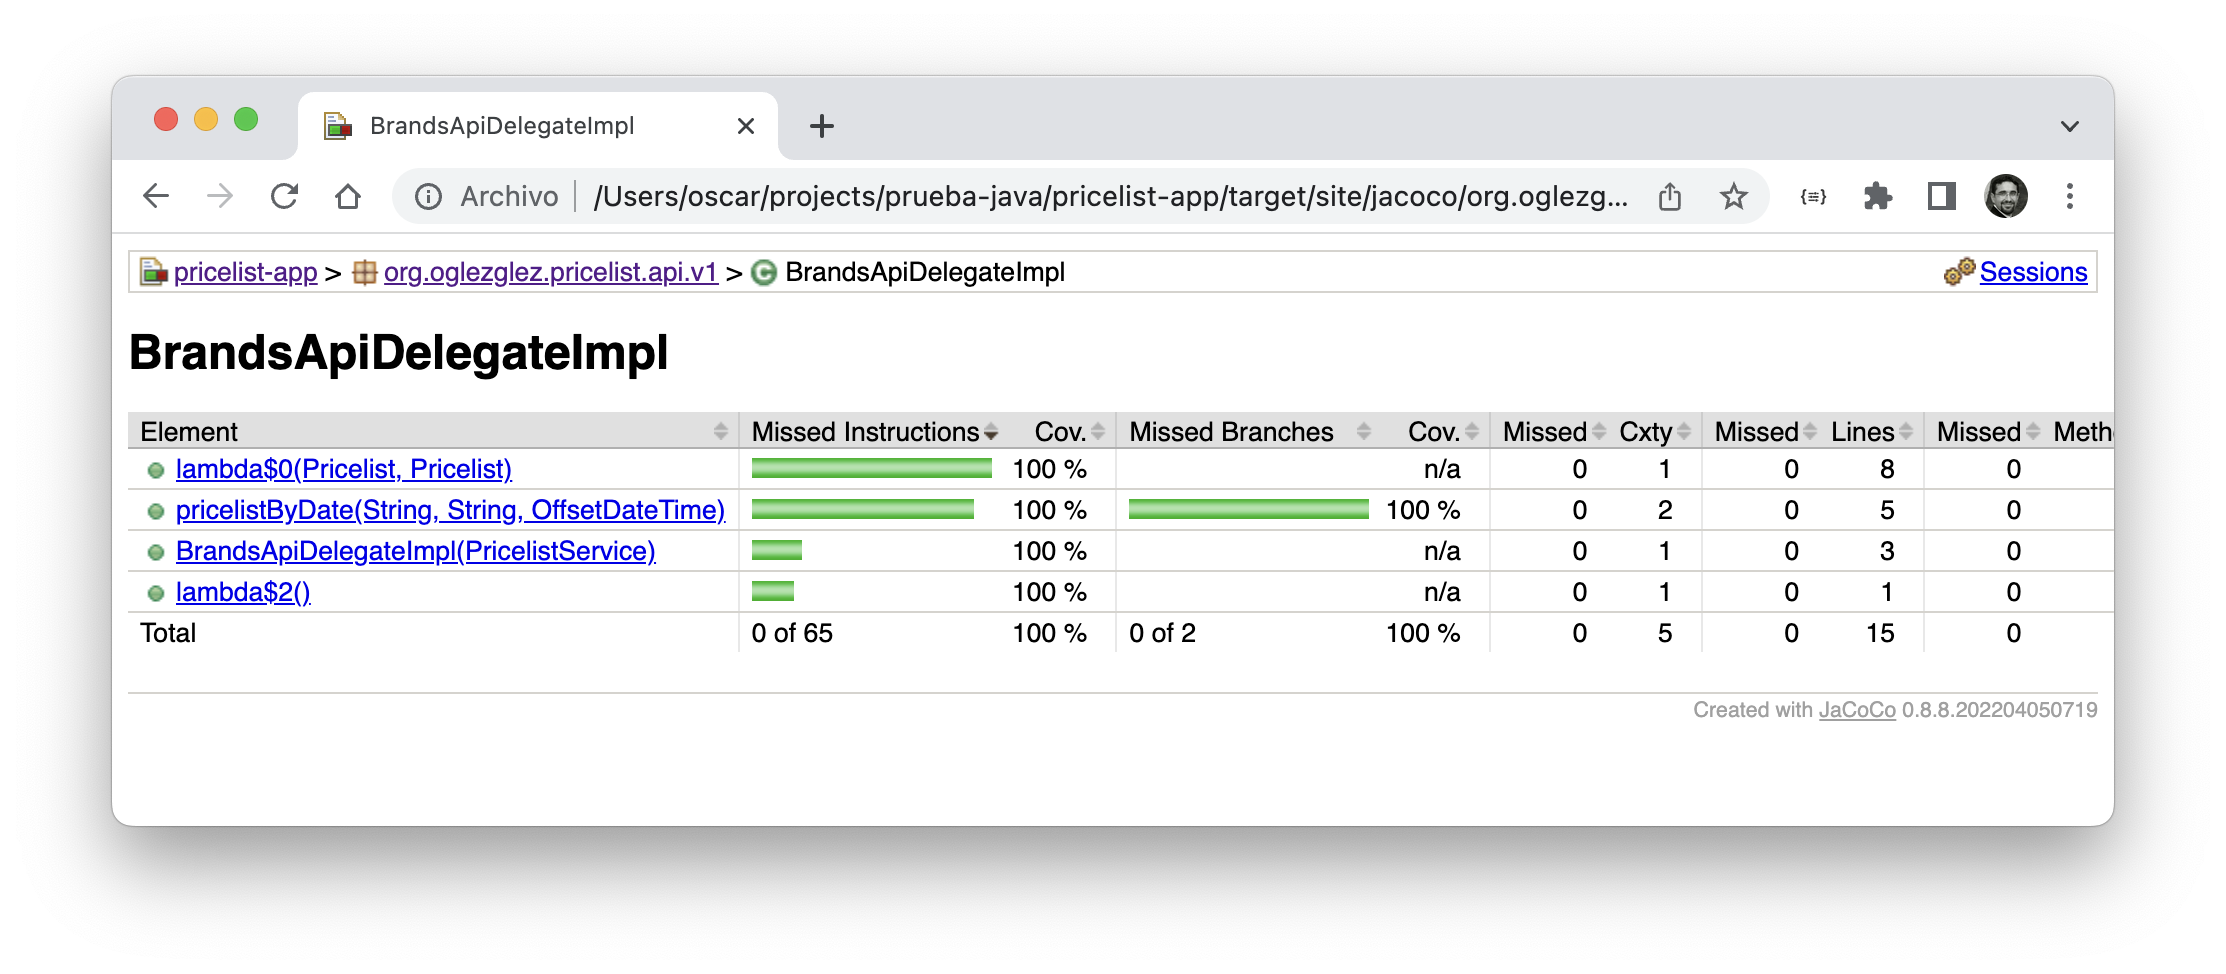 BrandsApiDelegateImpl
Archivo /Users/oscar/projects/prueba-java/pricelist-app/target/site/jacoco/org.oglezg...
pricelist-app > org.oglezglez.pricelist.api.v1 > BrandsApiDelegateImpl Sessions
BrandsApiDelegateImpl
Element Missed Instructions Cov. Missed Branches Cov. Missed Cxty Missed Lines Missed Meth
lambda$0(Pricelist, Pricelist) 100 % n/a 0 1 0 8 0
pricelistByDate(String, String, OffsetDateTime) 100 % 100 % 0 2 0 5 0
BrandsApiDelegateImpl(PricelistService) 100 % n/a 0 1 0 3 0
lambda$2() 100 % n/a 0 1 0 1 0
Total 0 of 65 100 % 0 of 2 100 % 0 5 0 15 0
Created with JaCoCo 0.8.8.202204050719